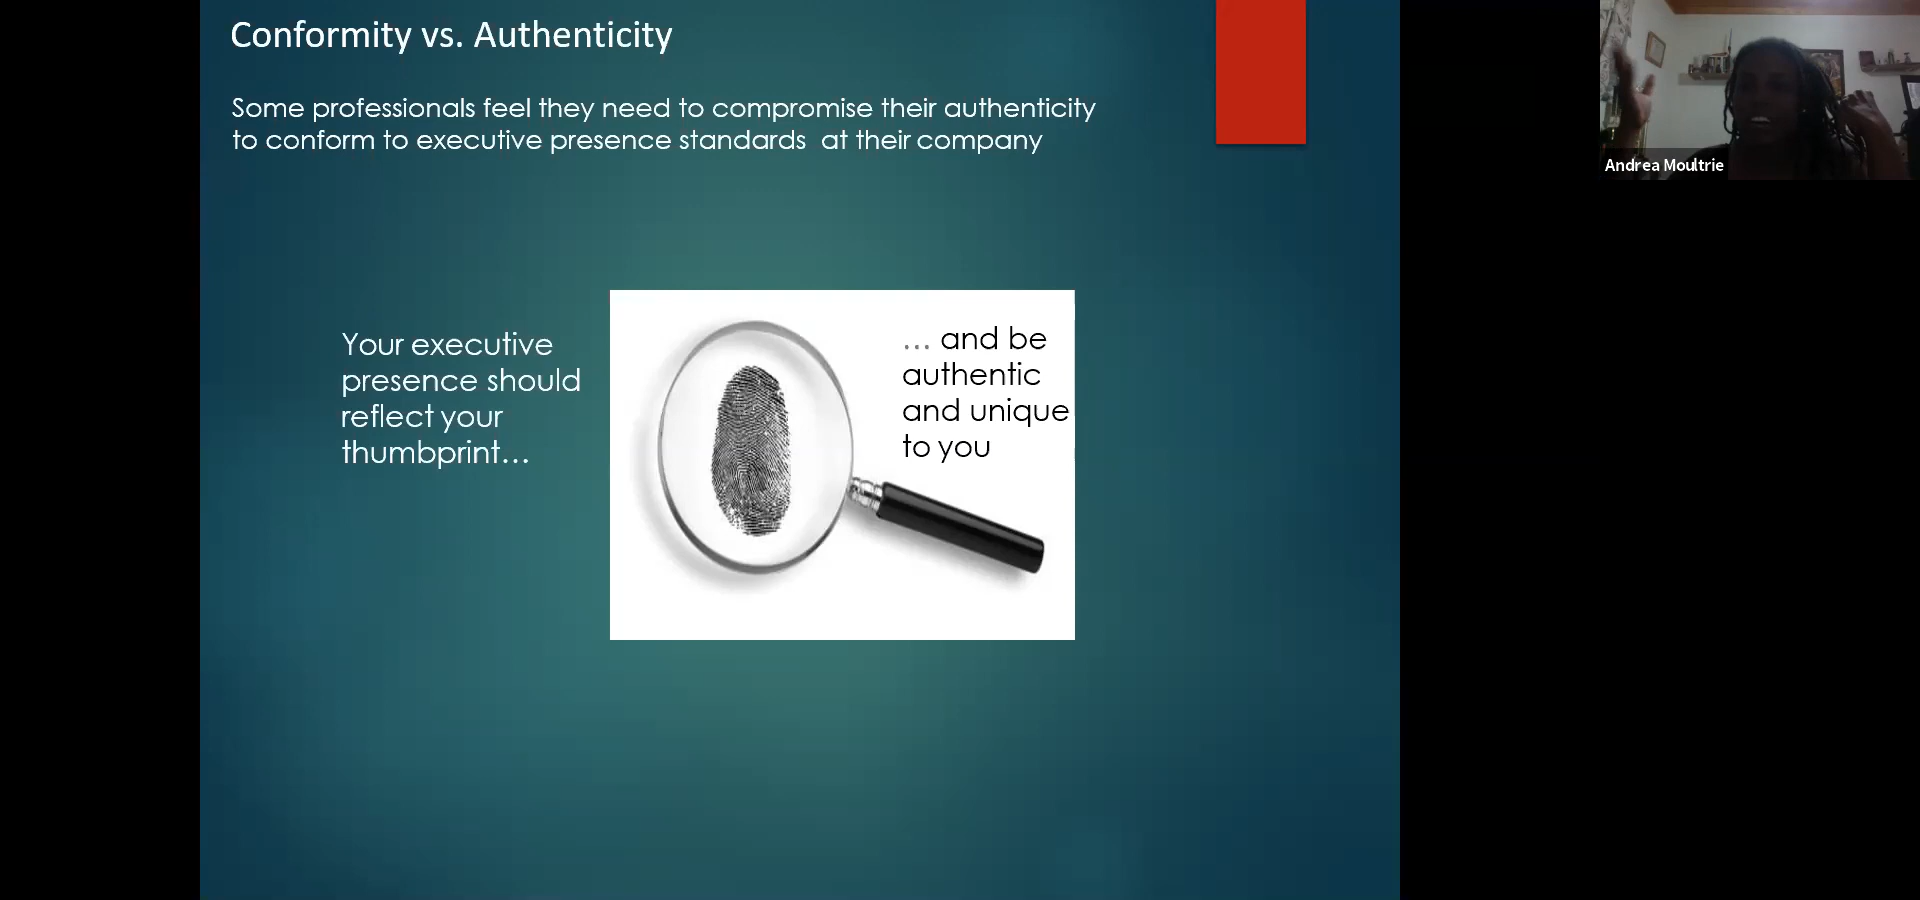 Conformity vs. Authenticity
Some professionals feel they need to compromise their authenticity
to conform to executive presence standards at their company
Your executive
presence should
reflect your
thumbprint...
... and be
authentic
and unique
to you
Andrea Moultrie